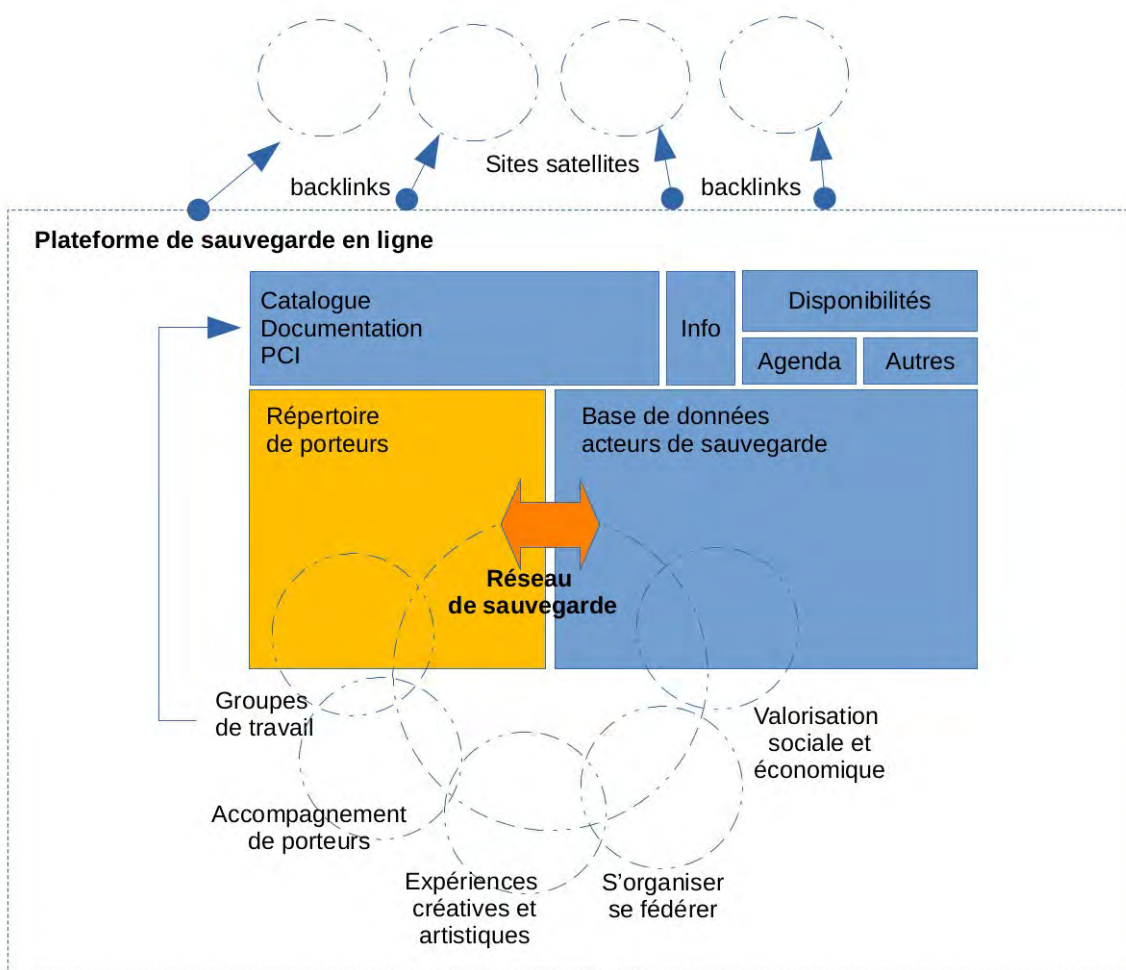 Sites satellites
backlinks
backlinks
Plateforme de sauvegarde en ligne
Catalogue
Documentation
PCI
Info
Disponibilités
Agenda
Autres
Répertoire
de porteurs
Base de données
acteurs de sauvegarde
Réseau
de sauvegarde
Groupes
de travail
Valorisation
sociale et
économique
Accompagnement
de porteurs
Expériences
créatives et
artistiques
S'organiser
se fédérer